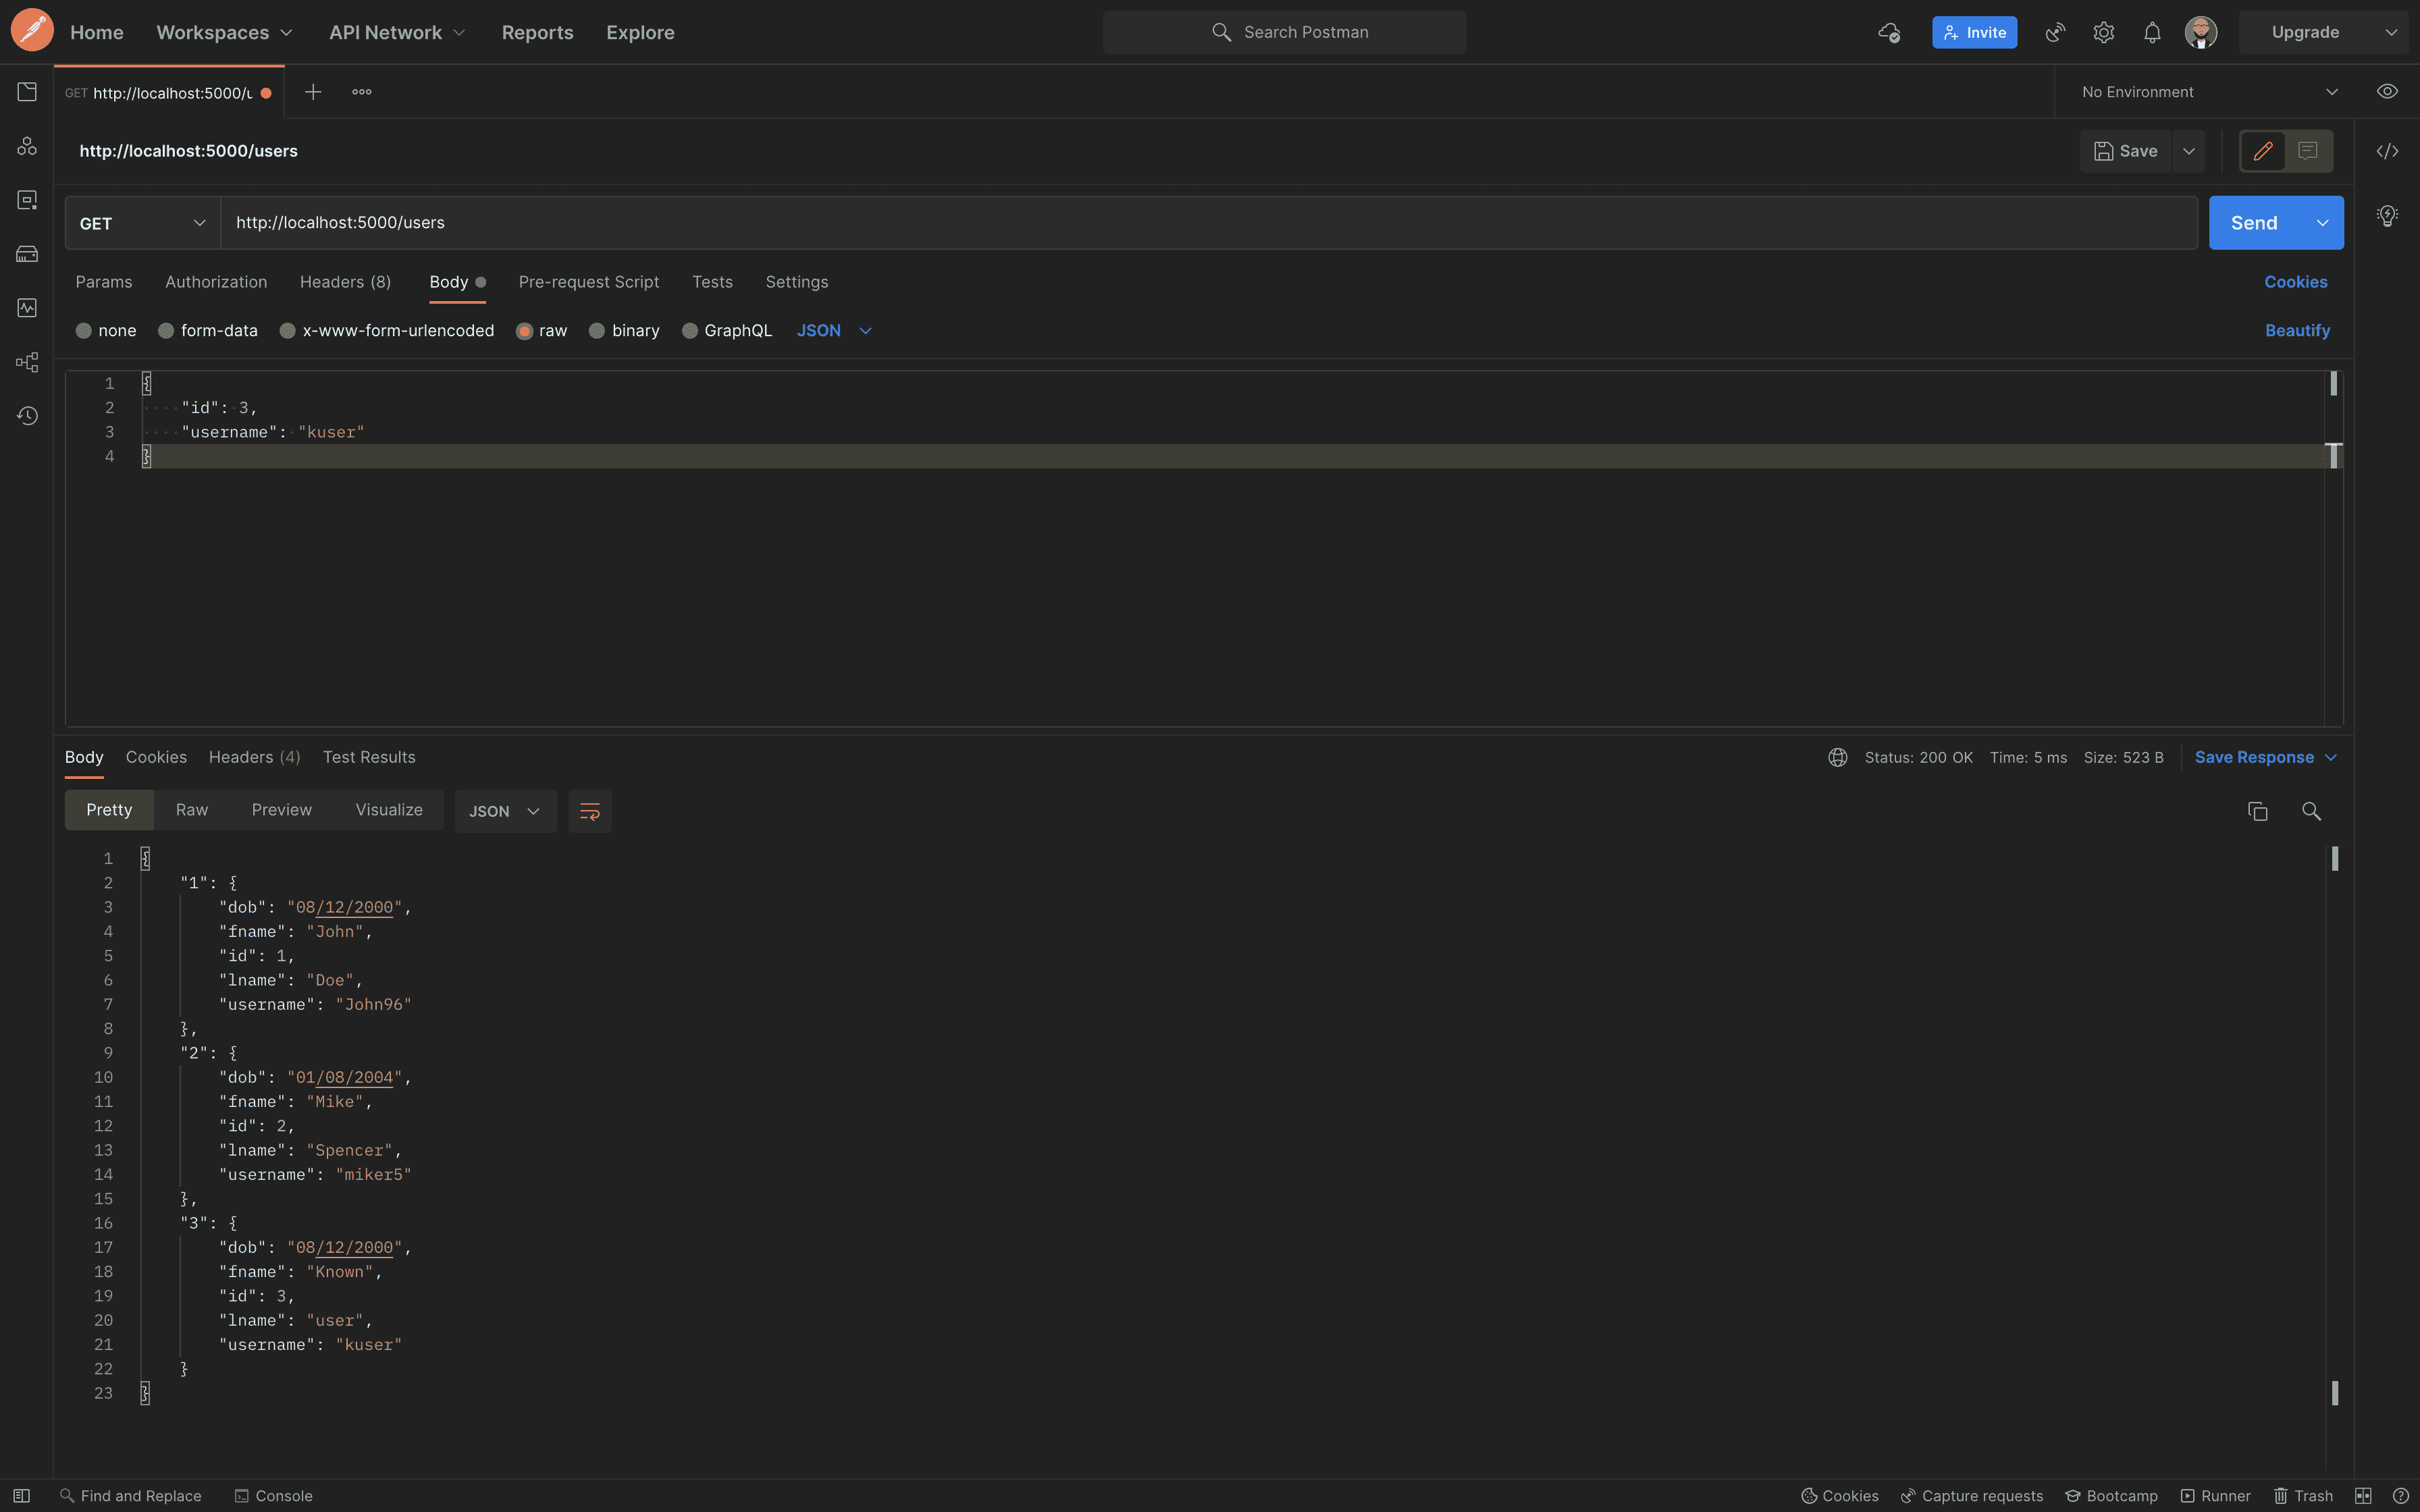 Home Workspaces API Network Reports Explore Search Postman Invite Upgrade
GET http://localhost:5000/u No Environment
http://localhost:5000/users Save
GET http://localhost:5000/users Send
Params Authorization Headers (8) Body Pre-request Script Tests Settings Cookies
none form-data x-www-form-urlencoded raw binary GraphQL JSON Beautify
1 {
2 "id": 3,
3 "username": "kuser"
4 }
Body Cookies Headers (4) Test Results Status: 200 OK Time: 5 ms Size: 523 B Save Response
Pretty Raw Preview Visualize JSON
1 {
2 "1": {
3 "dob": "08/12/2000",
4 "fname": "John",
5 "id": 1,
6 "lname": "Doe",
7 "username": "John96"
8 },
9 "2": {
10 "dob": "01/08/2004",
11 "fname": "Mike",
12 "id": 2,
13 "lname": "Spencer",
14 "username": "miker5"
15 },
16 "3": {
17 "dob": "08/12/2000",
18 "fname": "Known",
19 "id": 3,
20 "lname": "user",
21 "username": "kuser"
22 }
23 }
Find and Replace Console Cookies Capture requests Bootcamp Runner Trash